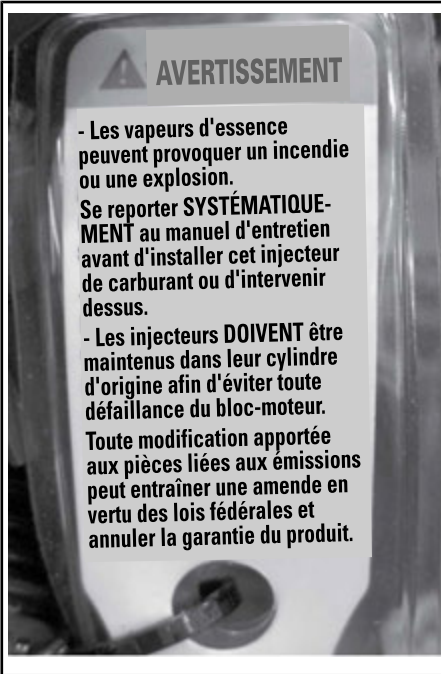 AVERTISSEMENT
- Les vapeurs d'essence
peuvent provoquer un incendie
ou une explosion.
Se reporter SYSTÉMATIQUE-
MENT au manuel d'entretien
avant d'installer cet injecteur
de carburant ou d'intervenir
dessus.
- Les injecteurs DOIVENT être
maintenus dans leur cylindre
d'origine afin d'éviter toute
défaillance du bloc-moteur.
Toute modification apportée
aux pièces liées aux émissions
peut entraîner une amende en
vertu des lois fédérales et
annuler la garantie du produit.